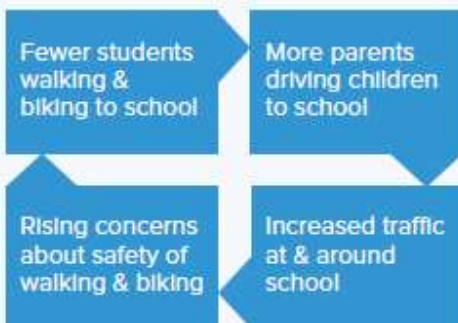 Fewer students
walking &
biking to school
More parents
driving children
to school
Increased traffic
at & around
school
Rising concerns
about safety of
walking & biking